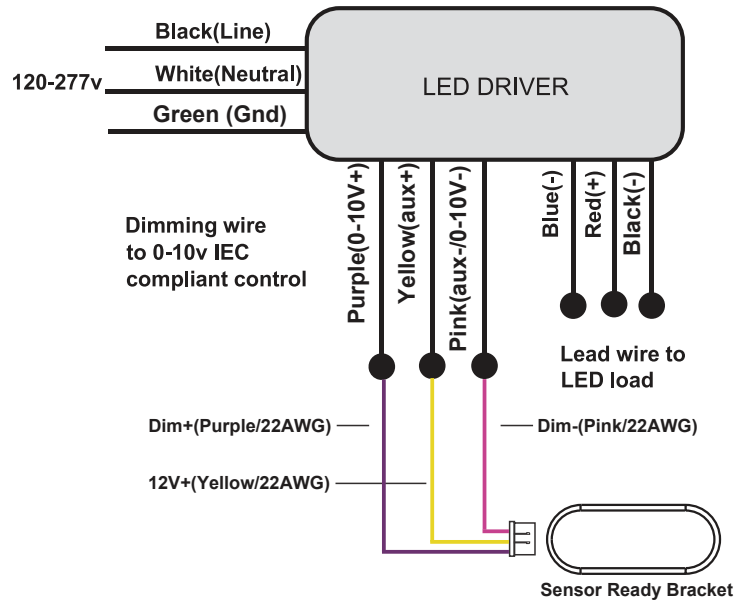 Black(Line)
120-277v
White(Neutral)
Green (Gnd)
LED DRIVER
Dimming wire
to 0-10v IEC
compliant control
Purple(0-10V+)
Yellow(aux+)
Pink(aux-/0-10V-)
Blue(-)
Red(+)
Black(-)
Lead wire to
LED load
Dim+(Purple/22AWG)
Dim-(Pink/22AWG)
12V+(Yellow/22AWG)
Sensor Ready Bracket